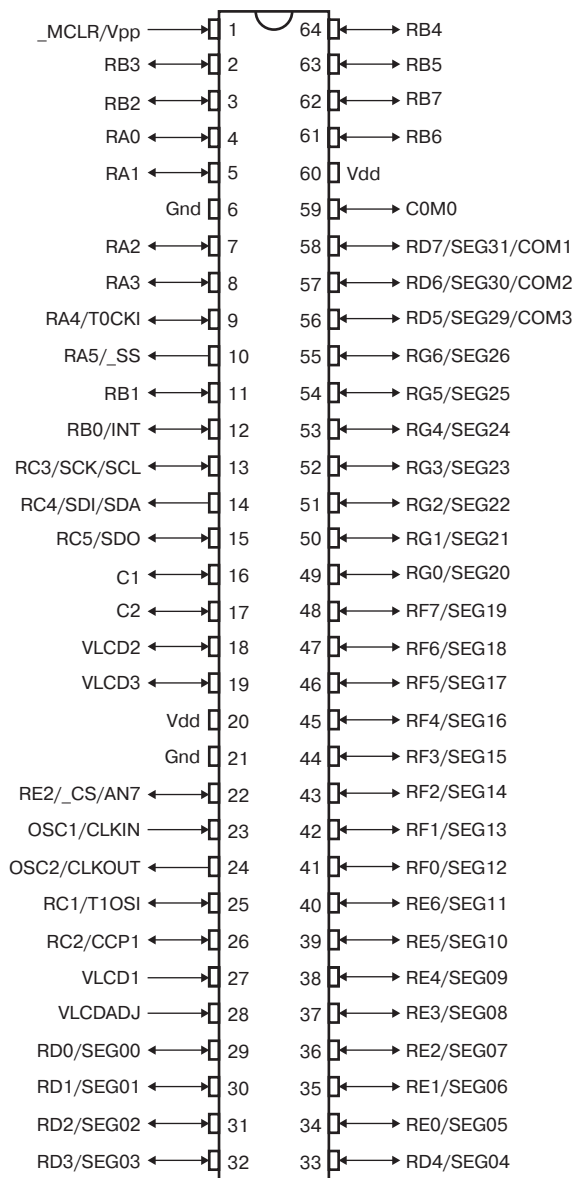 _MCLR/Vpp 1 64 RB4
RB3 2 63 RB5
RB2 3 62 RB7
RA0 4 61 RB6
RA1 5 60 Vdd
Gnd 6 59 C0M0
RA2 7 58 RD7/SEG31/COM1
RA3 8 57 RD6/SEG30/COM2
RA4/T0CKI 9 56 RD5/SEG29/COM3
RA5/_SS 10 55 RG6/SEG26
RB1 11 54 RG5/SEG25
RB0/INT 12 53 RG4/SEG24
RC3/SCK/SCL 13 52 RG3/SEG23
RC4/SDI/SDA 14 51 RG2/SEG22
RC5/SDO 15 50 RG1/SEG21
C1 16 49 RG0/SEG20
C2 17 48 RF7/SEG19
VLCD2 18 47 RF6/SEG18
VLCD3 19 46 RF5/SEG17
Vdd 20 45 RF4/SEG16
Gnd 21 44 RF3/SEG15
RE2/_CS/AN7 22 43 RF2/SEG14
OSC1/CLKIN 23 42 RF1/SEG13
OSC2/CLKOUT 24 41 RF0/SEG12
RC1/T1OSI 25 40 RE6/SEG11
RC2/CCP1 26 39 RE5/SEG10
VLCD1 27 38 RE4/SEG09
VLCDADJ 28 37 RE3/SEG08
RD0/SEG00 29 36 RE2/SEG07
RD1/SEG01 30 35 RE1/SEG06
RD2/SEG02 31 34 RE0/SEG05
RD3/SEG03 32 33 RD4/SEG04